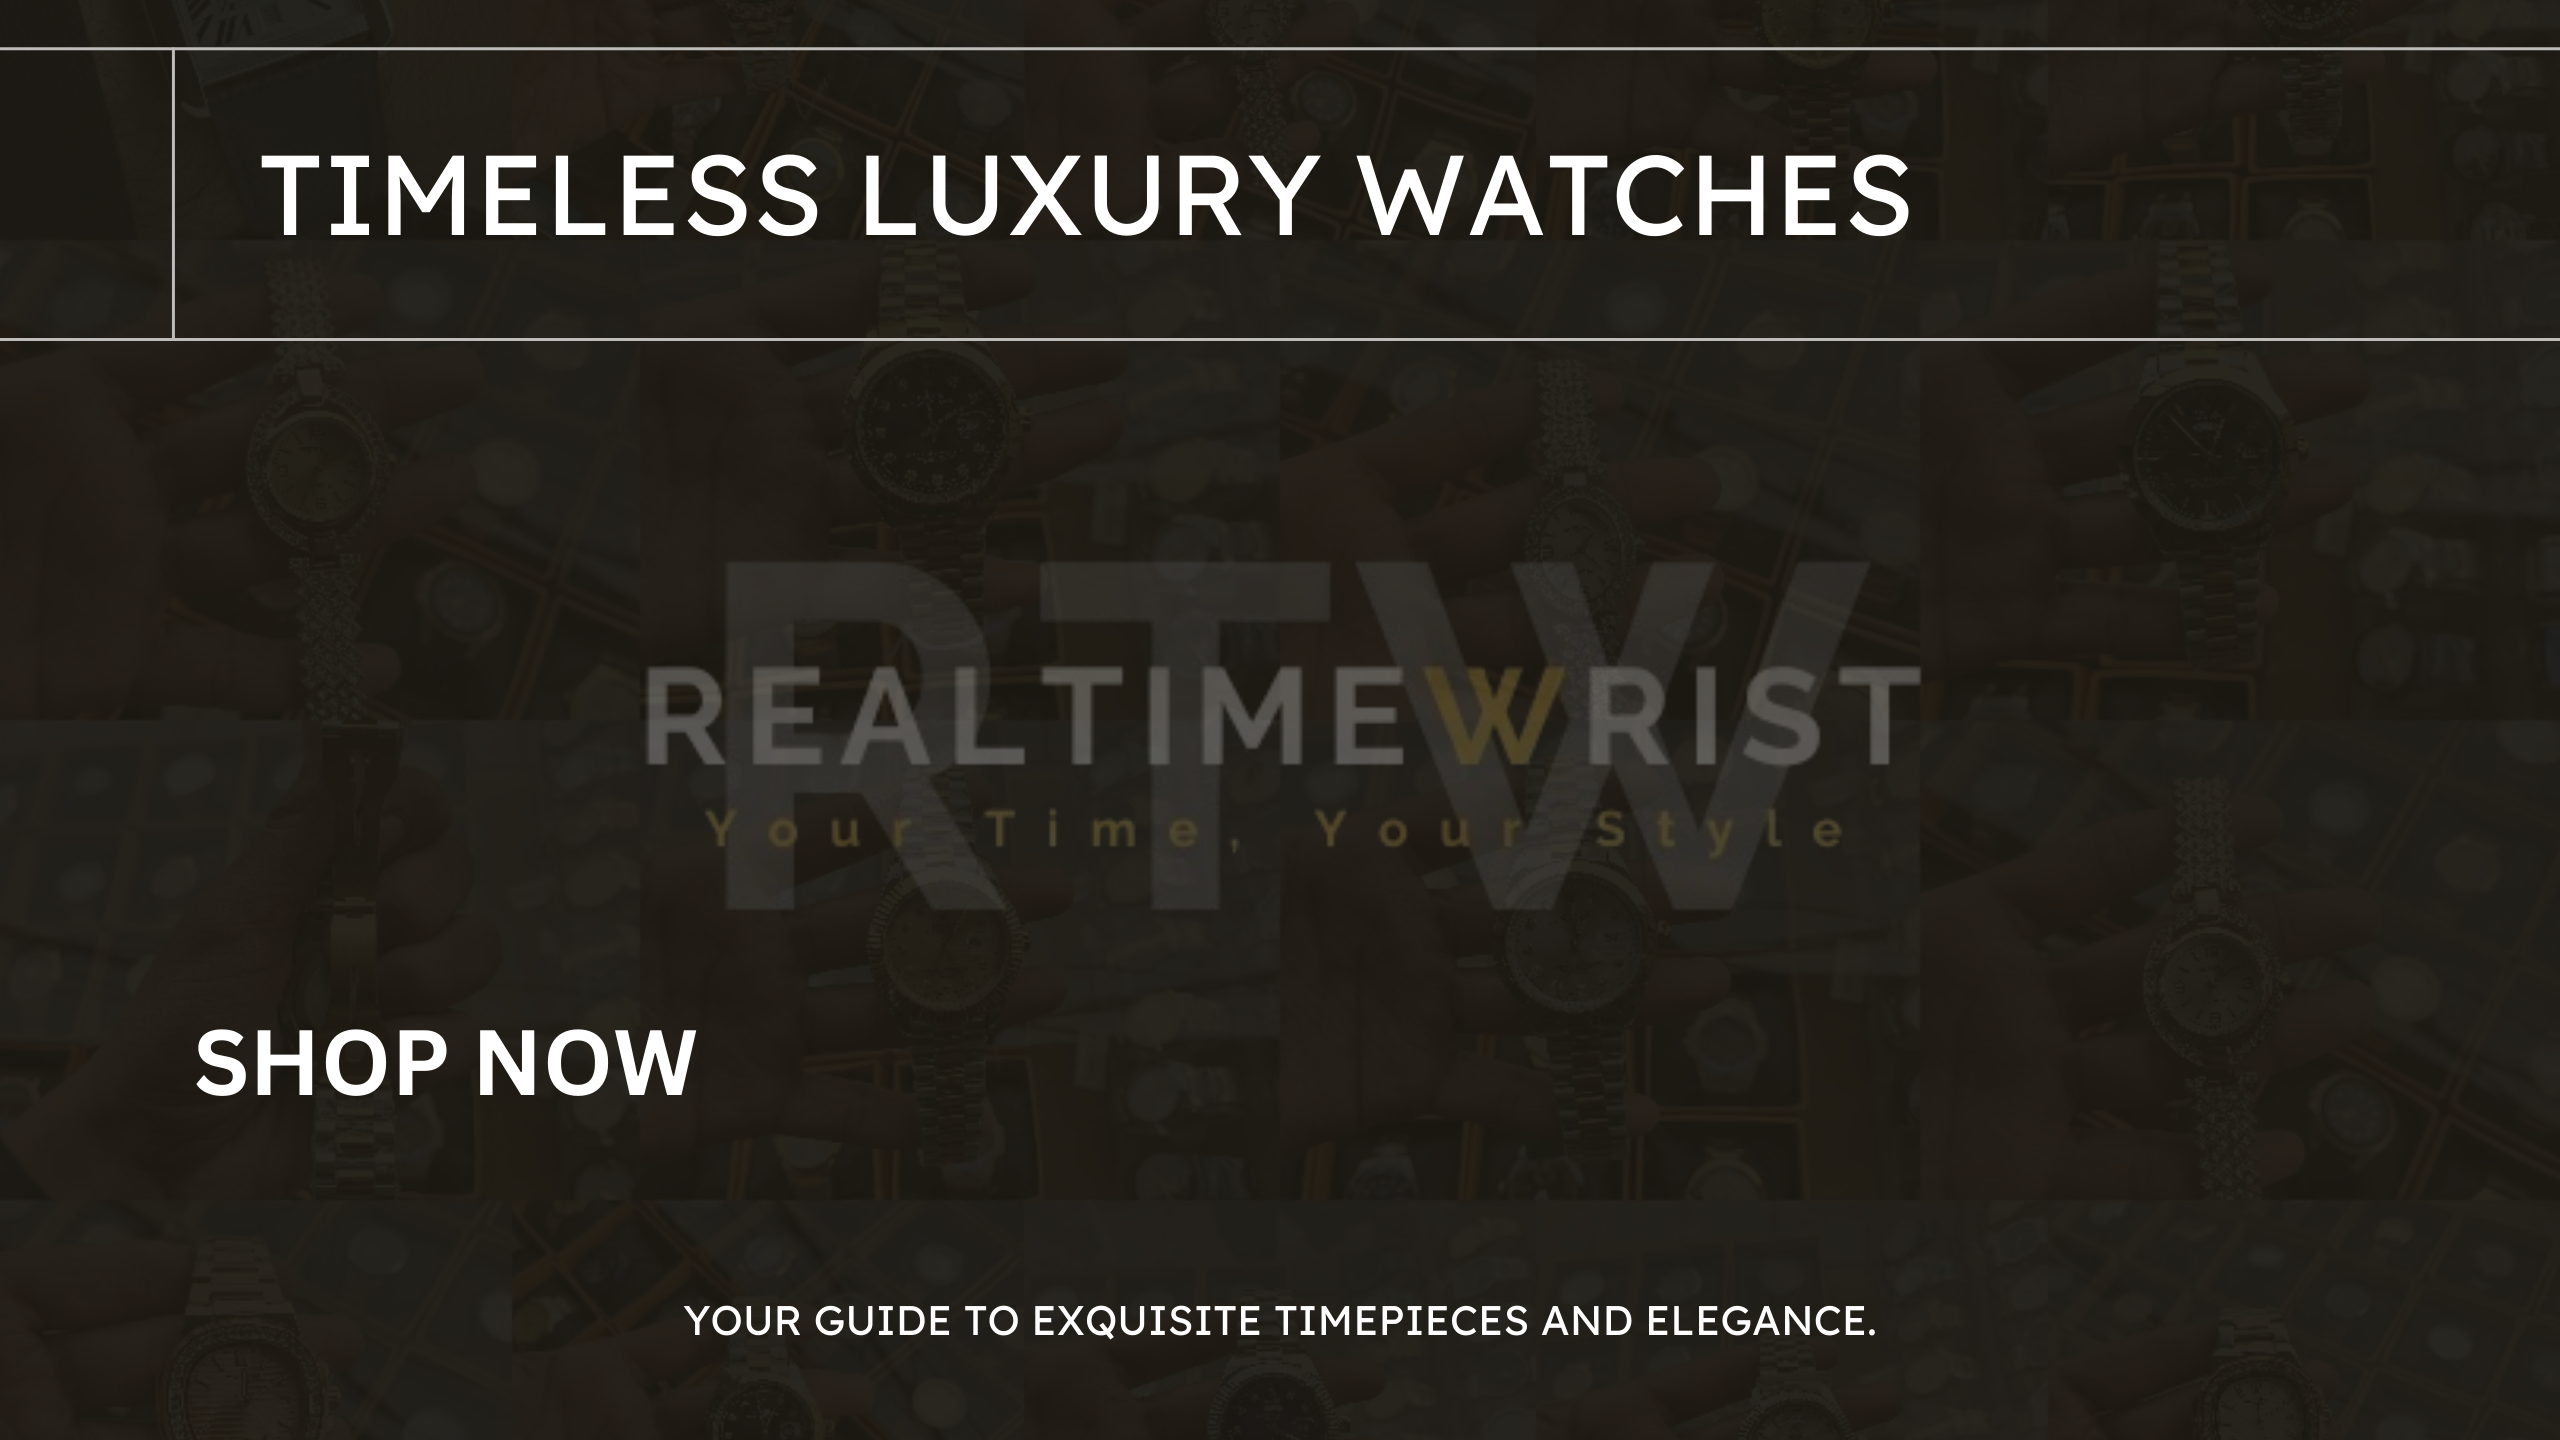 TIMELESS LUXURY WATCHES
RTW
REALTIMEWRIST
Your Time, Your Style
SHOP NOW
YOUR GUIDE TO EXQUISITE TIMEPIECES AND ELEGANCE.